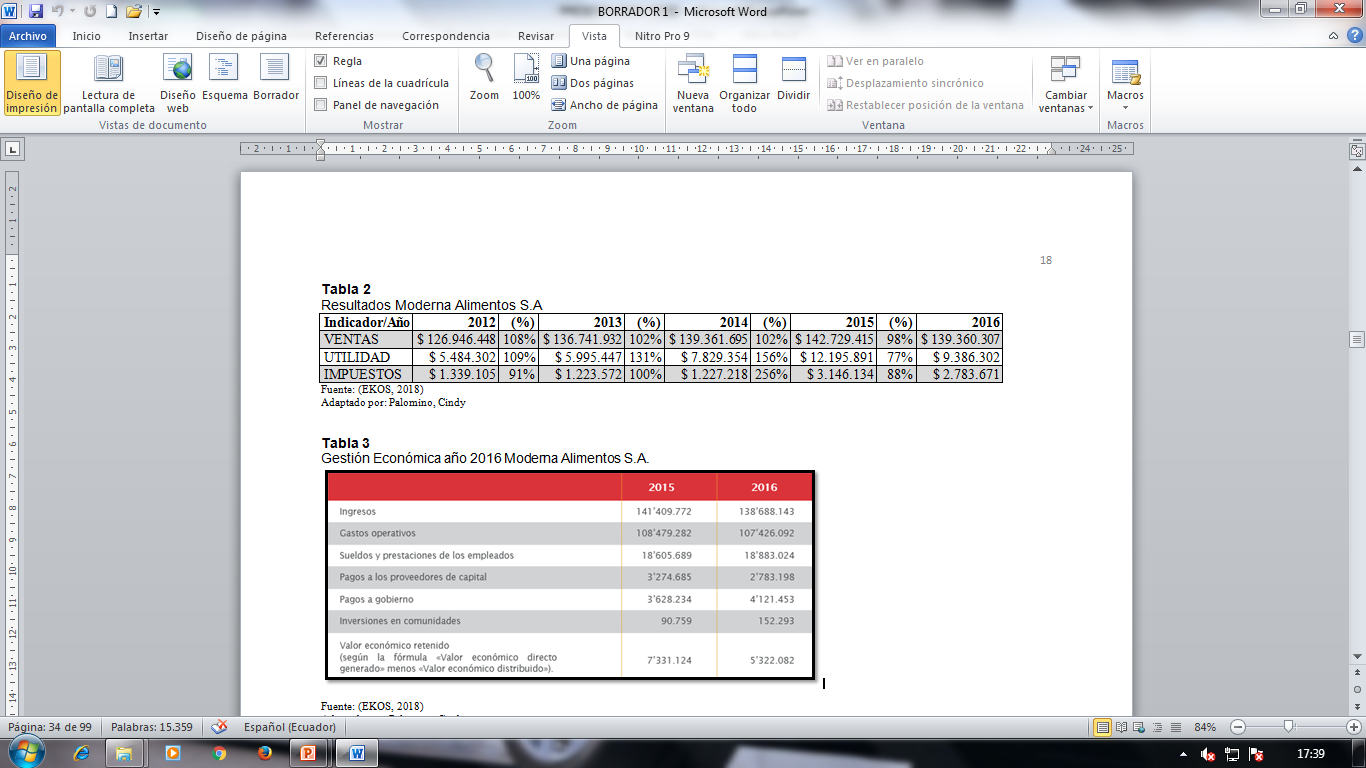 BORRADOR 1 - Microsoft Word
Archivo Inicio Insertar Diseño de página Referencias Correspondencia Revisar Vista Nitro Pro 9
Diseño de impresión
Lectura de pantalla completa
Diseño web
Esquema
Borrador
Vistas de documento
Regla
Líneas de la cuadrícula
Panel de navegación
Mostrar
Zoom
100%
Una página
Dos páginas
Ancho de página
Zoom
Nueva ventana
Organizar todo
Dividir
Ver en paralelo
Desplazamiento sincrónico
Restablecer posición de la ventana
Ventana
Cambiar ventanas
Macros
Macros
18
Tabla 2
Resultados Moderna Alimentos S.A
Indicador/Año 2012 (%) 2013 (%) 2014 (%) 2015 (%) 2016
VENTAS $ 126.946.448 108% $ 136.741.932 102% $ 139.361.695 102% $ 142.729.415 98% $ 139.360.307
UTILIDAD $ 5.484.302 109% $ 5.995.447 131% $ 7.829.354 156% $ 12.195.891 77% $ 9.386.302
IMPUESTOS $ 1.339.105 91% $ 1.223.572 100% $ 1.227.218 256% $ 3.146.134 88% $ 2.783.671
Fuente: (EKOS, 2018)
Adaptado por: Palomino, Cindy
Tabla 3
Gestión Económica año 2016 Moderna Alimentos S.A.
2015 2016
Ingresos 141'409.772 138'688.143
Gastos operativos 108'479.282 107'426.092
Sueldos y prestaciones de los empleados 18'605.689 18'883.024
Pagos a los proveedores de capital 3'274.685 2'783.198
Pagos a gobierno 3'628.234 4'121.453
Inversiones en comunidades 90.759 152.293
Valor económico retenido
(según la fórmula «Valor económico directo
generado» menos «Valor económico distribuido»). 7'331.124 5'322.082
Fuente: (EKOS, 2018)
Página: 34 de 99 Palabras: 15.359 Español (Ecuador) 84%
17:39